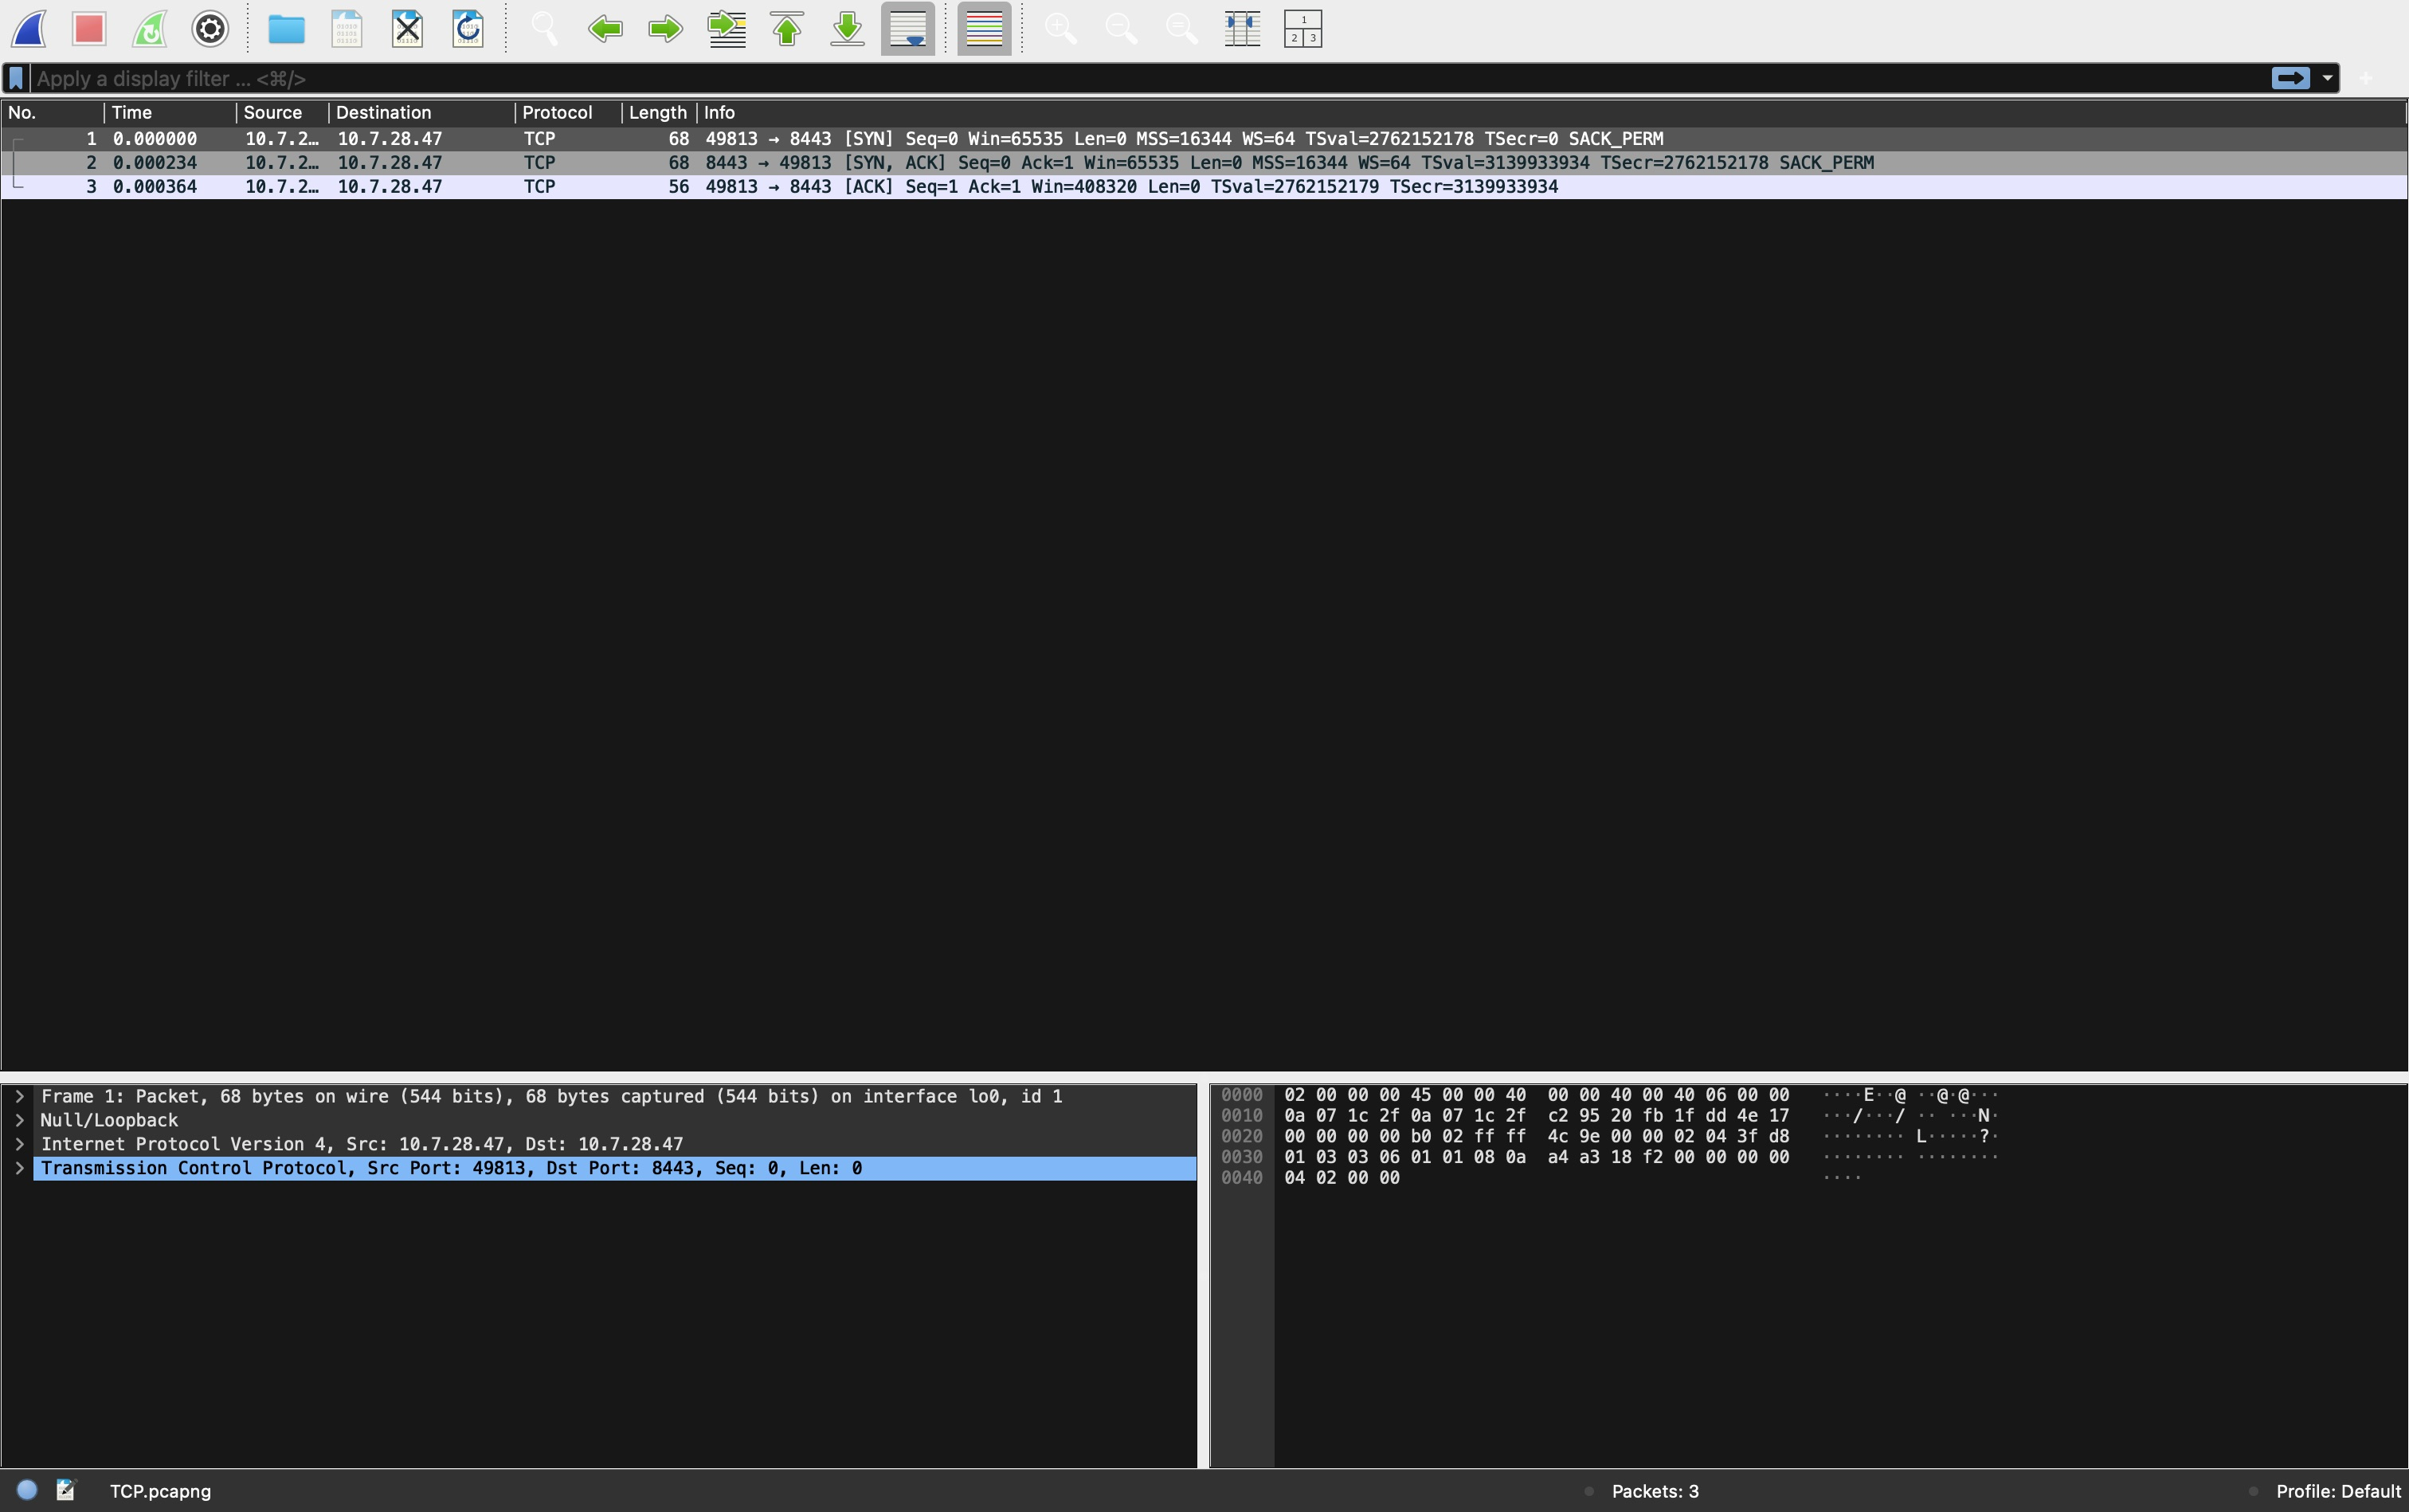 1
2 3
Apply a display filter ... <⌘/>
No. Time Source Destination Protocol Length Info
1 0.000000 10.7.2… 10.7.28.47 TCP 68 49813 → 8443 [SYN] Seq=0 Win=65535 Len=0 MSS=16344 WS=64 TSval=2762152178 TSecr=0 SACK_PERM
2 0.000234 10.7.2… 10.7.28.47 TCP 68 8443 → 49813 [SYN, ACK] Seq=0 Ack=1 Win=65535 Len=0 MSS=16344 WS=64 TSval=3139933934 TSecr=2762152178 SACK_PERM
3 0.000364 10.7.2… 10.7.28.47 TCP 56 49813 → 8443 [ACK] Seq=1 Ack=1 Win=408320 Len=0 TSval=2762152179 TSecr=3139933934
Frame 1: Packet, 68 bytes on wire (544 bits), 68 bytes captured (544 bits) on interface lo0, id 1
Null/Loopback
Internet Protocol Version 4, Src: 10.7.28.47, Dst: 10.7.28.47
Transmission Control Protocol, Src Port: 49813, Dst Port: 8443, Seq: 0, Len: 0
0000 02 00 00 00 45 00 00 40 00 00 40 00 40 06 00 00 ····E··@ ··@·@···
0010 0a 07 1c 2f 0a 07 1c 2f c2 95 20 fb 1f dd 4e 17 ···/···/ ·· ···N·
0020 00 00 00 00 b0 02 ff ff 4c 9e 00 00 02 04 3f d8 ········ L·····?·
0030 01 03 03 06 01 01 08 0a a4 a3 18 f2 00 00 00 00 ········ ········
0040 04 02 00 00 ····
TCP.pcapng Packets: 3 Profile: Default